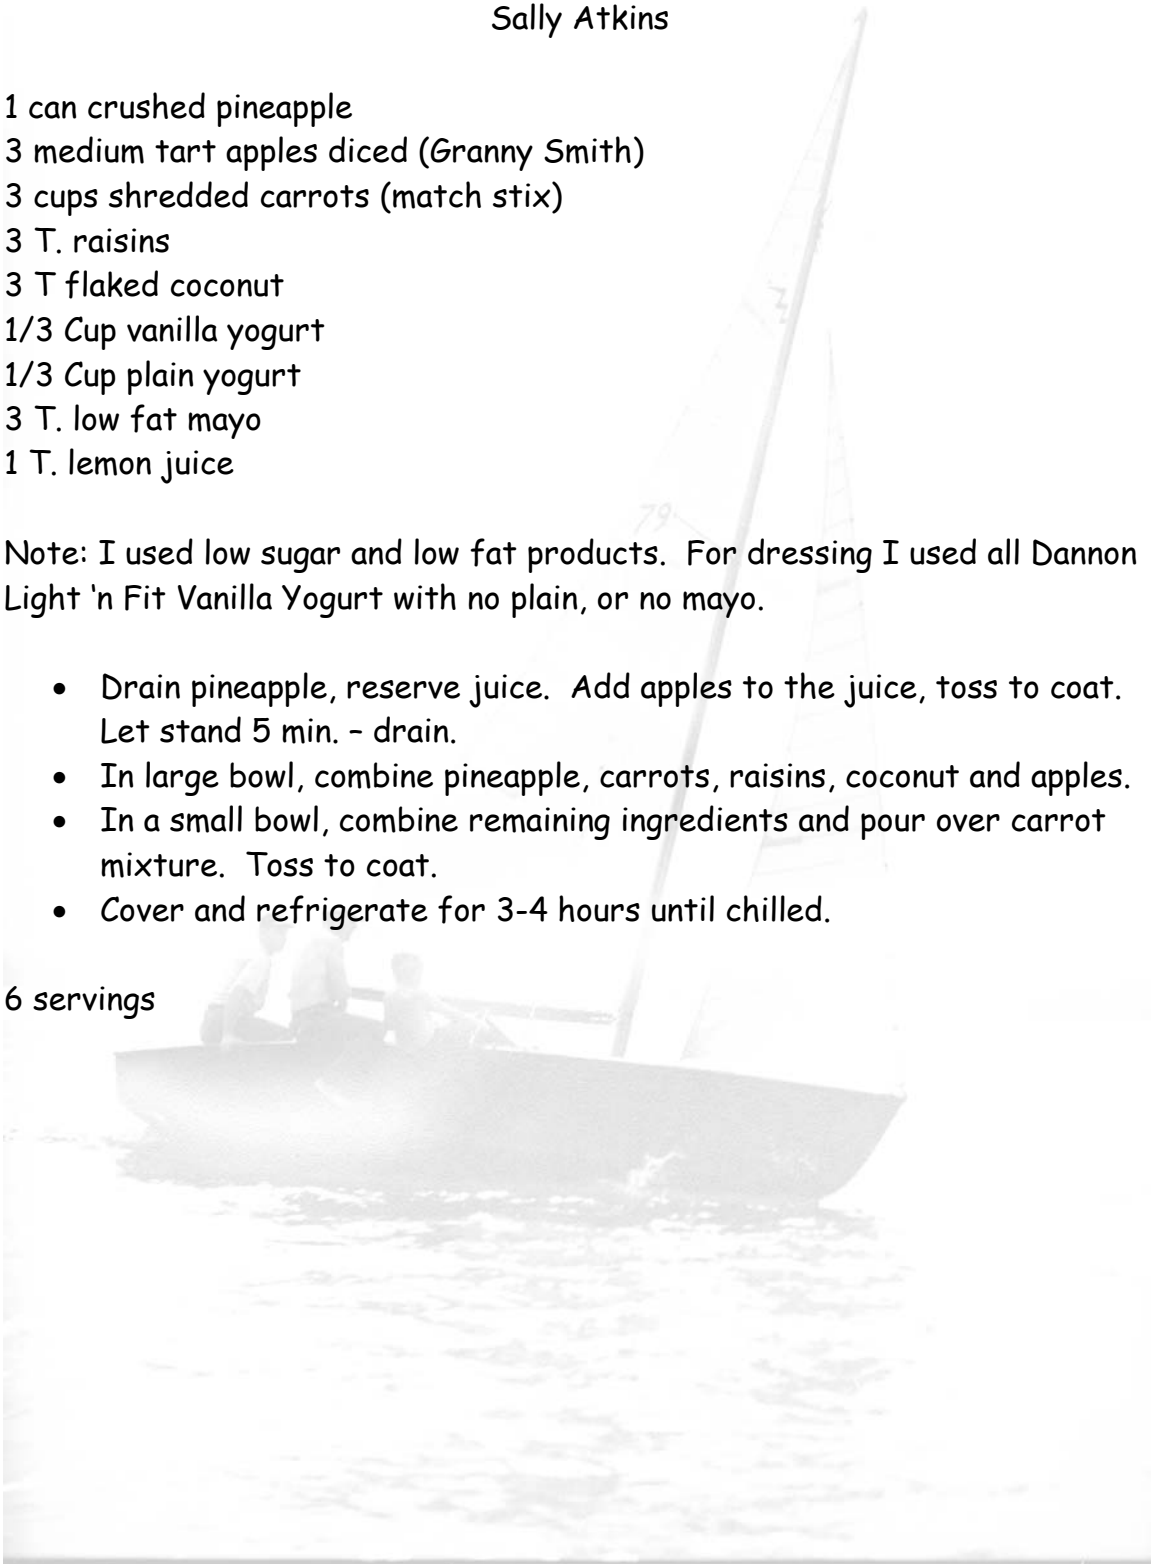 Sally Atkins
1 can crushed pineapple
3 medium tart apples diced (Granny Smith)
3 cups shredded carrots (match stix)
3 T. raisins
3 T flaked coconut
1/3 Cup vanilla yogurt
1/3 Cup plain yogurt
3 T. low fat mayo
1 T. lemon juice
Note: I used low sugar and low fat products. For dressing I used all Dannon
Light ‘n Fit Vanilla Yogurt with no plain, or no mayo.
• Drain pineapple, reserve juice. Add apples to the juice, toss to coat.
Let stand 5 min. – drain.
• In large bowl, combine pineapple, carrots, raisins, coconut and apples.
• In a small bowl, combine remaining ingredients and pour over carrot
mixture. Toss to coat.
• Cover and refrigerate for 3-4 hours until chilled.
6 servings
79